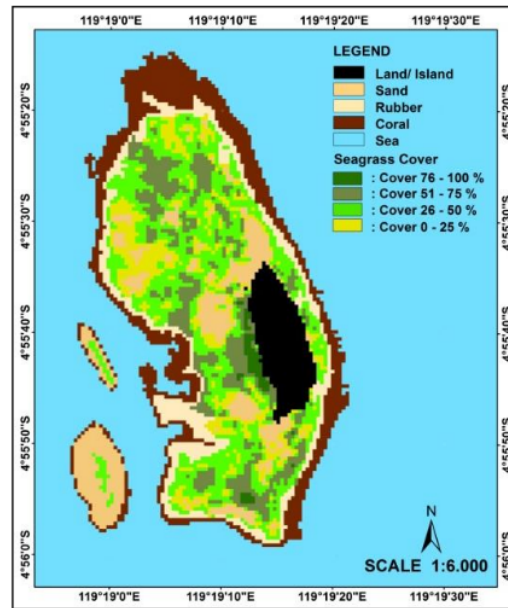 119°19'0"E 119°19'10"E 119°19'20"E 119°19'30"E
4°55'20"S 4°55'20"S
4°55'30"S 4°55'30"S
4°55'40"S 4°55'40"S
4°55'50"S 4°55'50"S
4°56'0"S 4°56'0"S
LEGEND
Land/ Island
Sand
Rubber
Coral
Sea
Seagrass Cover
: Cover 76 - 100 %
: Cover 51 - 75 %
: Cover 26 - 50 %
: Cover 0 - 25 %
N
SCALE 1:6.000
119°19'0"E 119°19'10"E 119°19'20"E 119°19'30"E